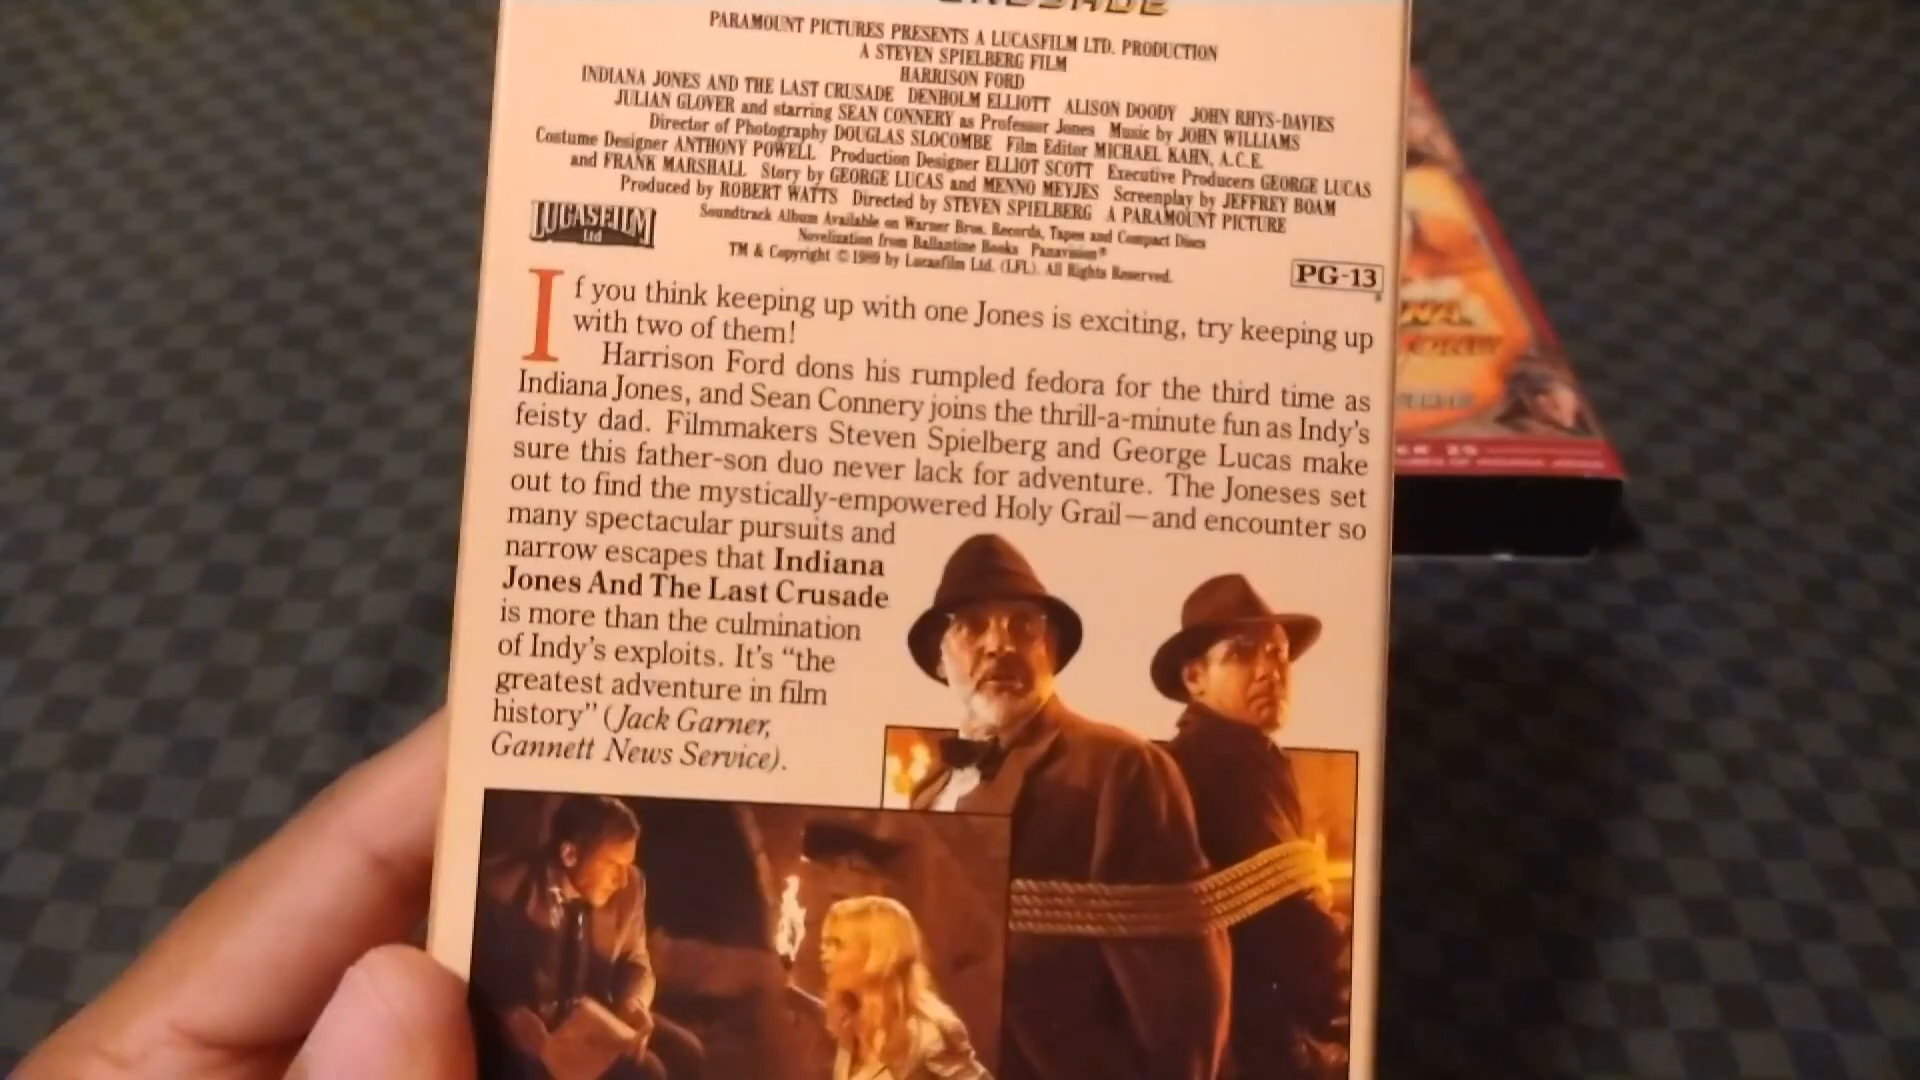 CRUSADE
PARAMOUNT PICTURES PRESENTS A LUCASFILM LTD. PRODUCTION
A STEVEN SPIELBERG FILM
HARRISON FORD
INDIANA JONES AND THE LAST CRUSADE DENHOLM ELLIOTT ALISON DOODY JOHN RHYS-DAVIES
JULIAN GLOVER and starring SEAN CONNERY as Professor Jones Music by JOHN WILLIAMS
Director of Photography DOUGLAS SLOCOMBE Film Editor MICHAEL KAHN, A.C.E.
Costume Designer ANTHONY POWELL Production Designer ELLIOT SCOTT Executive Producers GEORGE LUCAS
and FRANK MARSHALL Story by GEORGE LUCAS and MENNO MEYJES Screenplay by JEFFREY BOAM
Produced by ROBERT WATTS Directed by STEVEN SPIELBERG A PARAMOUNT PICTURE
Soundtrack Album Available on Warner Bros. Records, Tapes and Compact Discs
Novelization from Ballantine Books Panavision®
TM & Copyright © 1989 by Lucasfilm Ltd. (LFL). All Rights Reserved.
LUCASFILM
Ltd
PG-13
If you think keeping up with one Jones is exciting, try keeping up
with two of them!
Harrison Ford dons his rumpled fedora for the third time as
Indiana Jones, and Sean Connery joins the thrill-a-minute fun as Indy's
feisty dad. Filmmakers Steven Spielberg and George Lucas make
sure this father-son duo never lack for adventure. The Joneses set
out to find the mystically-empowered Holy Grail—and encounter so
many spectacular pursuits and
narrow escapes that Indiana
Jones And The Last Crusade
is more than the culmination
of Indy's exploits. It's "the
greatest adventure in film
history" (Jack Garner,
Gannett News Service).